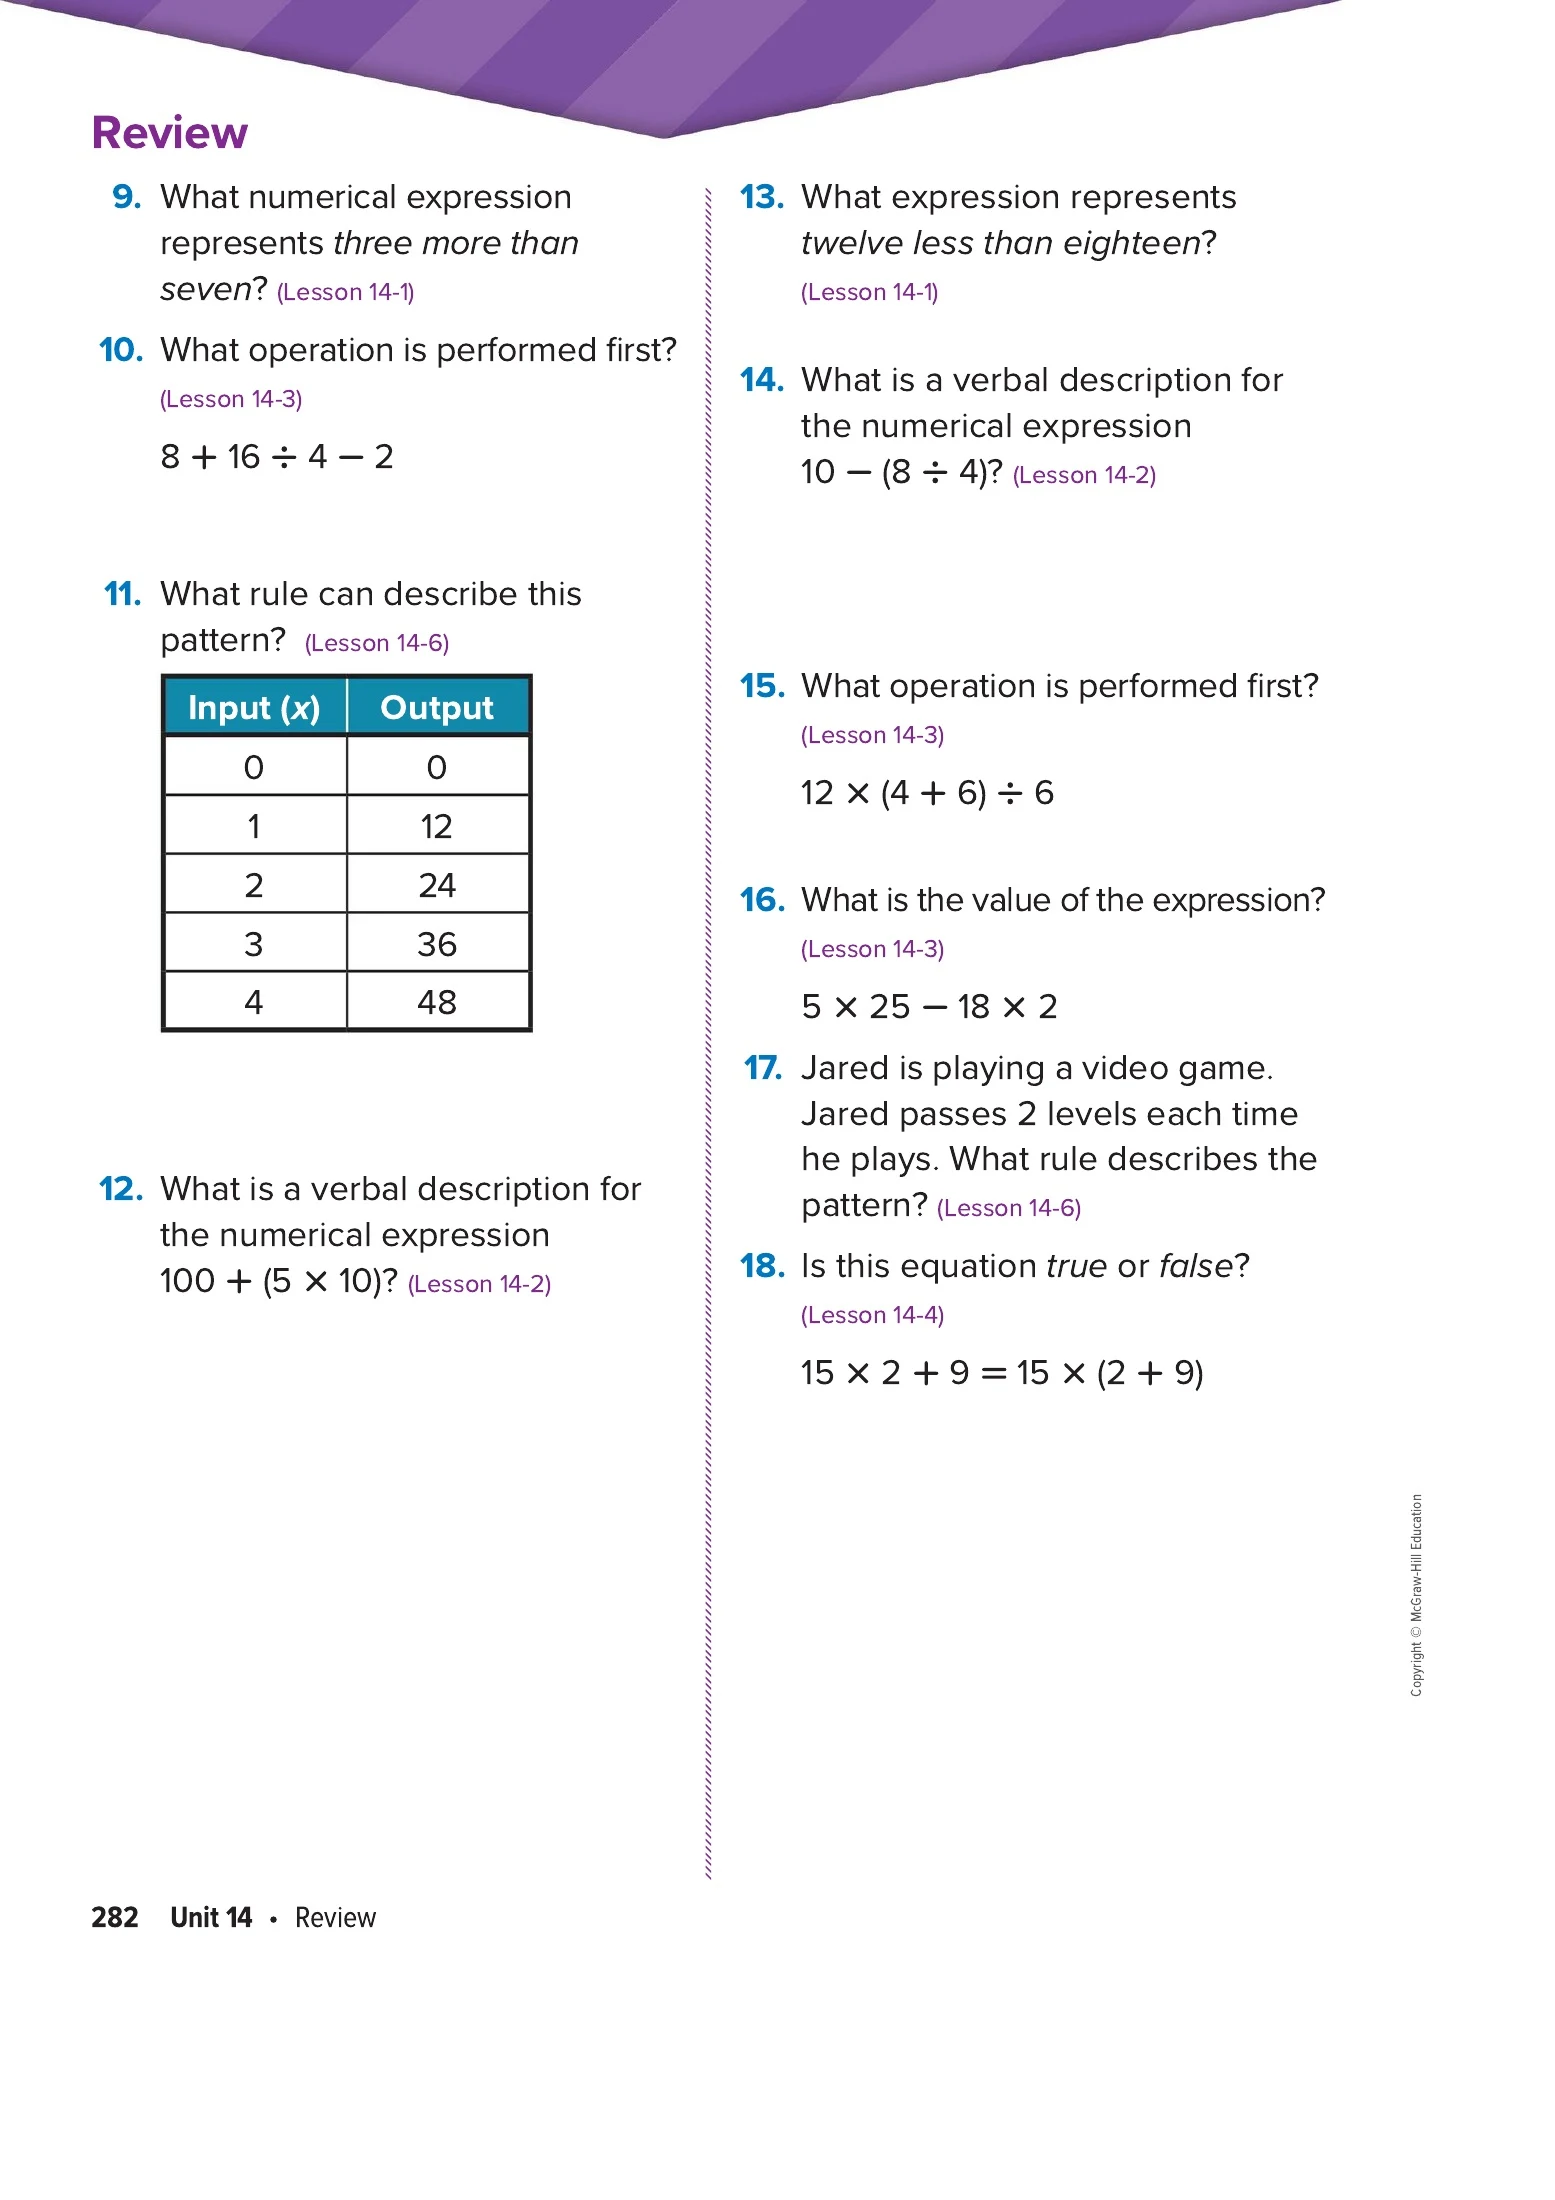 Review
9. What numerical expression
represents three more than
seven? (Lesson 14-1)
10. What operation is performed first?
(Lesson 14-3)
8 + 16 ÷ 4 − 2
11. What rule can describe this
pattern? (Lesson 14-6)
Input (x) Output
0 0
1 12
2 24
3 36
4 48
12. What is a verbal description for
the numerical expression
100 + (5 × 10)? (Lesson 14-2)
13. What expression represents
twelve less than eighteen?
(Lesson 14-1)
14. What is a verbal description for
the numerical expression
10 − (8 ÷ 4)? (Lesson 14-2)
15. What operation is performed first?
(Lesson 14-3)
12 × (4 + 6) ÷ 6
16. What is the value of the expression?
(Lesson 14-3)
5 × 25 − 18 × 2
17. Jared is playing a video game.
Jared passes 2 levels each time
he plays. What rule describes the
pattern? (Lesson 14-6)
18. Is this equation true or false?
(Lesson 14-4)
15 × 2 + 9 = 15 × (2 + 9)
Copyright © McGraw-Hill Education
282 Unit 14 • Review